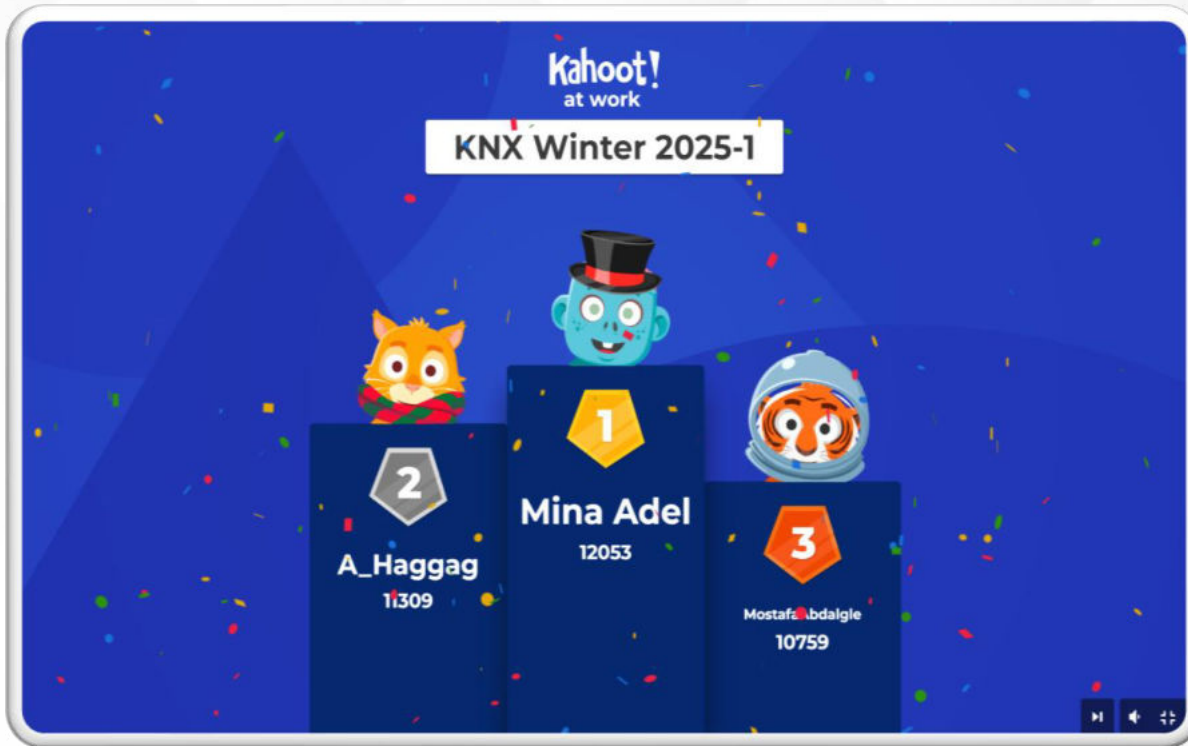 Kahoot!
at work
KNX Winter 2025-1
1
Mina Adel
12053
2
A_Haggag
11309
3
10759